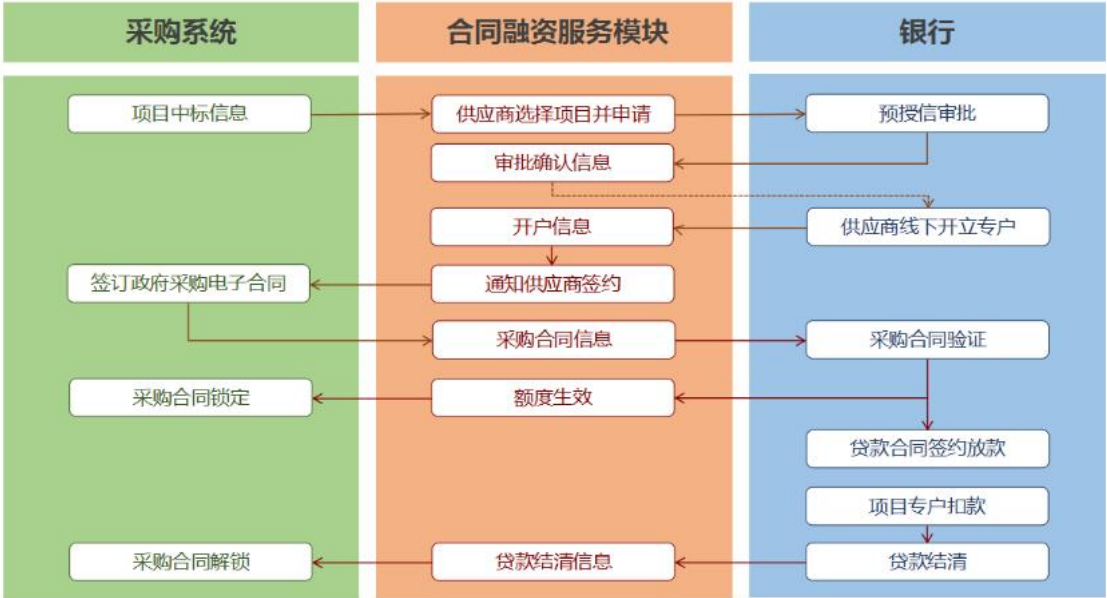 采购系统
合同融资服务模块
银行
项目中标信息
供应商选择项目并申请
预授信审批
审批确认信息
开户信息
供应商线下开立专户
签订政府采购电子合同
通知供应商签约
采购合同信息
采购合同验证
采购合同锁定
额度生效
贷款合同签约放款
项目专户扣款
采购合同解锁
贷款结清信息
贷款结清